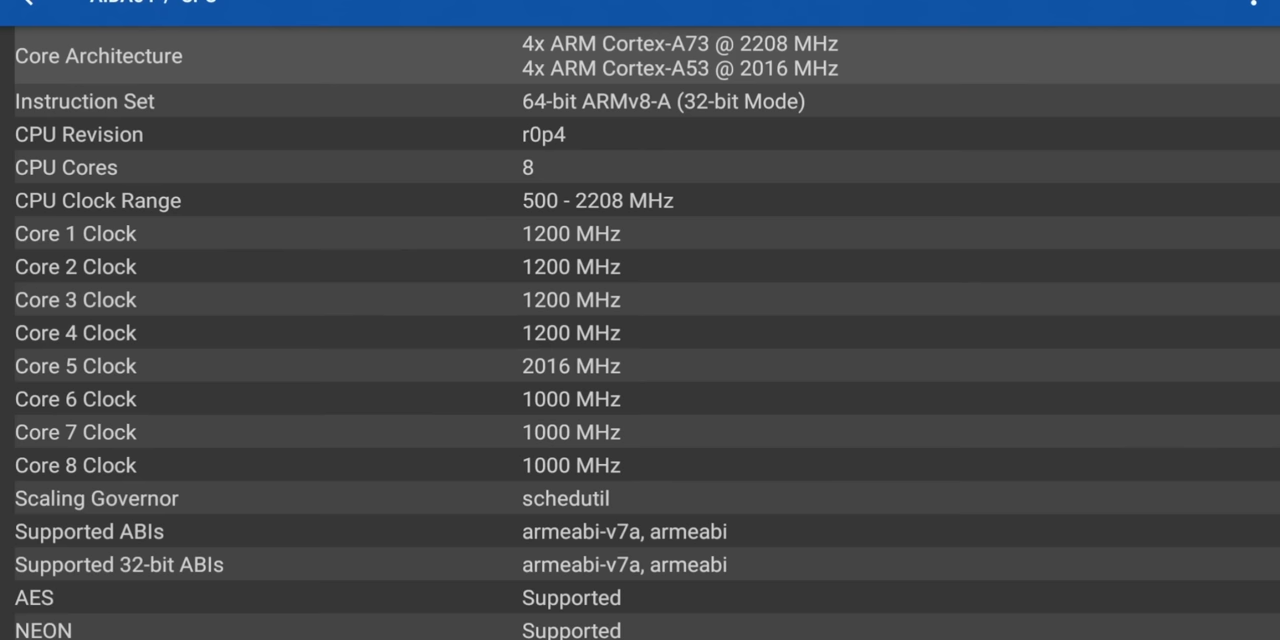 Core Architecture 4x ARM Cortex-A73 @ 2208 MHz
4x ARM Cortex-A53 @ 2016 MHz
Instruction Set 64-bit ARMv8-A (32-bit Mode)
CPU Revision r0p4
CPU Cores 8
CPU Clock Range 500 - 2208 MHz
Core 1 Clock 1200 MHz
Core 2 Clock 1200 MHz
Core 3 Clock 1200 MHz
Core 4 Clock 1200 MHz
Core 5 Clock 2016 MHz
Core 6 Clock 1000 MHz
Core 7 Clock 1000 MHz
Core 8 Clock 1000 MHz
Scaling Governor schedutil
Supported ABIs armeabi-v7a, armeabi
Supported 32-bit ABIs armeabi-v7a, armeabi
AES Supported
NEON Supported